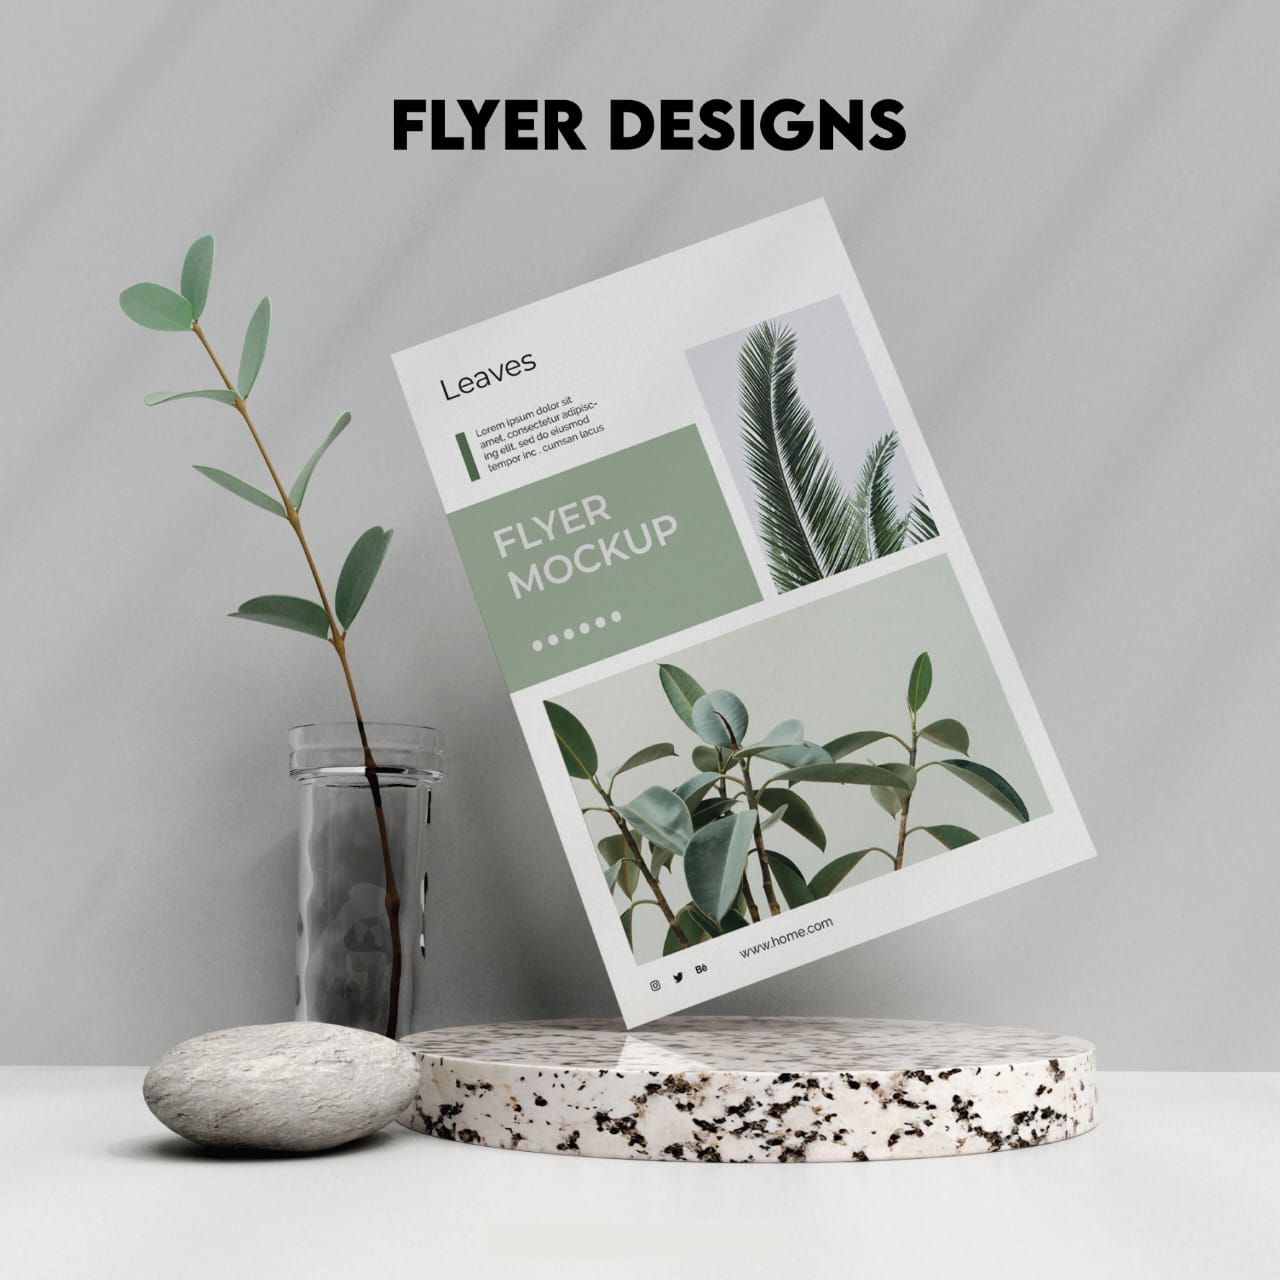 FLYER DESIGNS
Leaves
Lorem ipsum dolor sit
amet, consectetur adipisc-
ing elit, sed do eiusmod
tempor inc . cumsan lacus
FLYER
MOCKUP
www.home.com
Bē